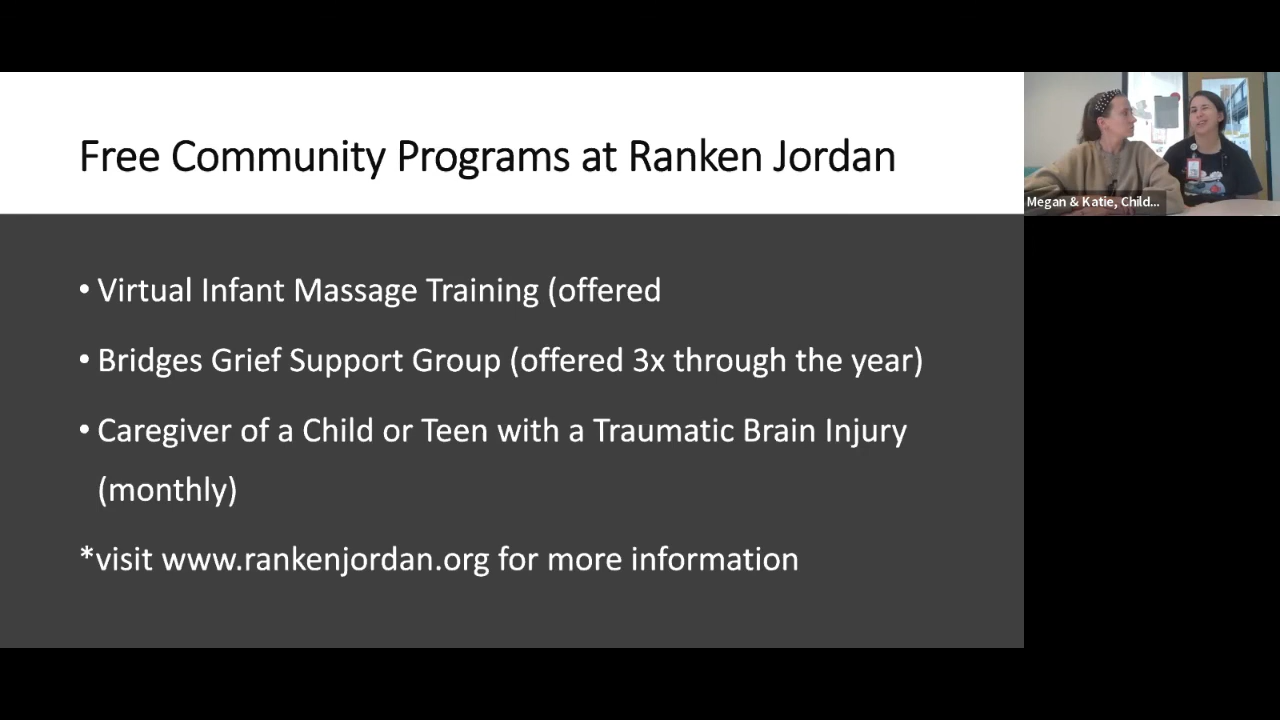 Free Community Programs at Ranken Jordan
• Virtual Infant Massage Training (offered
• Bridges Grief Support Group (offered 3x through the year)
• Caregiver of a Child or Teen with a Traumatic Brain Injury
(monthly)
*visit www.rankenjordan.org for more information
Megan & Katie, Child...